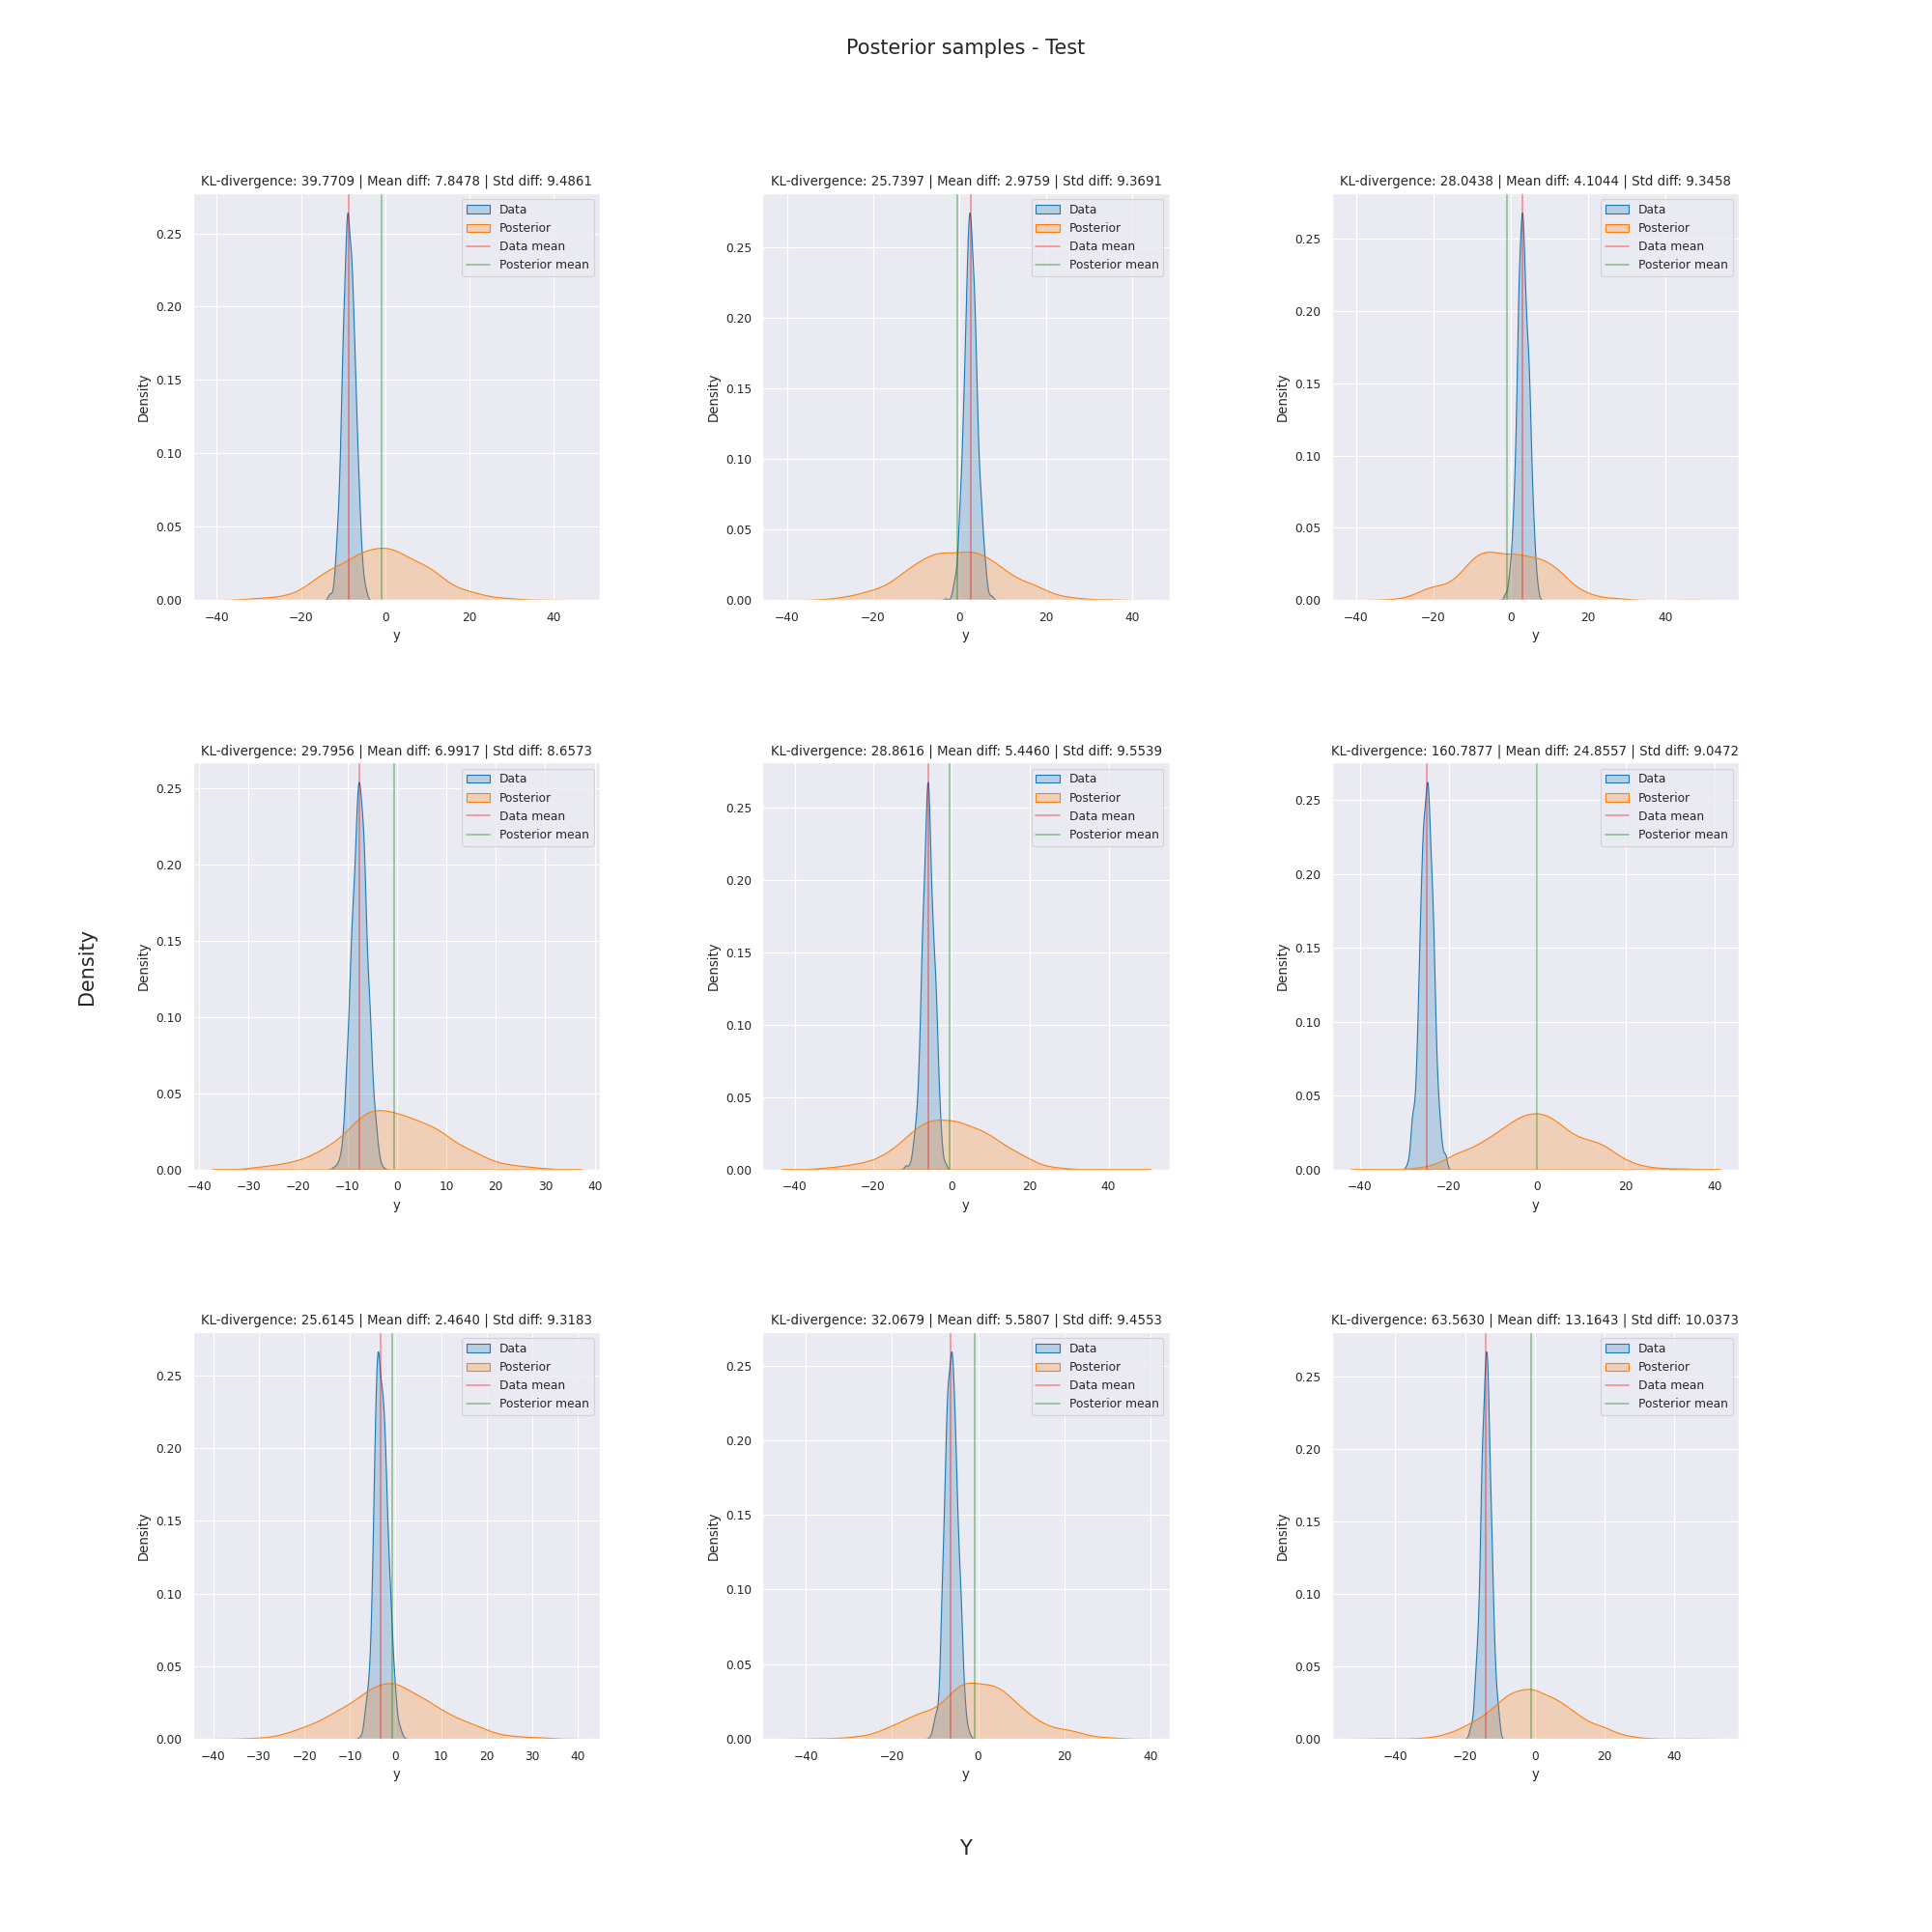 Posterior samples - Test
KL-divergence: 39.7709 | Mean diff: 7.8478 | Std diff: 9.4861
Data
Posterior
Data mean
Posterior mean
Density
0.25
0.20
0.15
0.10
0.05
0.00
−40 −20 0 20 40
y
KL-divergence: 25.7397 | Mean diff: 2.9759 | Std diff: 9.3691
Data
Posterior
Data mean
Posterior mean
Density
0.25
0.20
0.15
0.10
0.05
0.00
−40 −20 0 20 40
y
KL-divergence: 28.0438 | Mean diff: 4.1044 | Std diff: 9.3458
Data
Posterior
Data mean
Posterior mean
Density
0.25
0.20
0.15
0.10
0.05
0.00
−40 −20 0 20 40
y
Density
KL-divergence: 29.7956 | Mean diff: 6.9917 | Std diff: 8.6573
Data
Posterior
Data mean
Posterior mean
Density
0.25
0.20
0.15
0.10
0.05
0.00
−40 −30 −20 −10 0 10 20 30 40
y
KL-divergence: 28.8616 | Mean diff: 5.4460 | Std diff: 9.5539
Data
Posterior
Data mean
Posterior mean
Density
0.25
0.20
0.15
0.10
0.05
0.00
−40 −20 0 20 40
y
KL-divergence: 160.7877 | Mean diff: 24.8557 | Std diff: 9.0472
Data
Posterior
Data mean
Posterior mean
Density
0.25
0.20
0.15
0.10
0.05
0.00
−40 −20 0 20 40
y
KL-divergence: 25.6145 | Mean diff: 2.4640 | Std diff: 9.3183
Data
Posterior
Data mean
Posterior mean
Density
0.25
0.20
0.15
0.10
0.05
0.00
−40 −30 −20 −10 0 10 20 30 40
y
KL-divergence: 32.0679 | Mean diff: 5.5807 | Std diff: 9.4553
Data
Posterior
Data mean
Posterior mean
Density
0.25
0.20
0.15
0.10
0.05
0.00
−40 −20 0 20 40
y
KL-divergence: 63.5630 | Mean diff: 13.1643 | Std diff: 10.0373
Data
Posterior
Data mean
Posterior mean
Density
0.25
0.20
0.15
0.10
0.05
0.00
−40 −20 0 20 40
y
Y